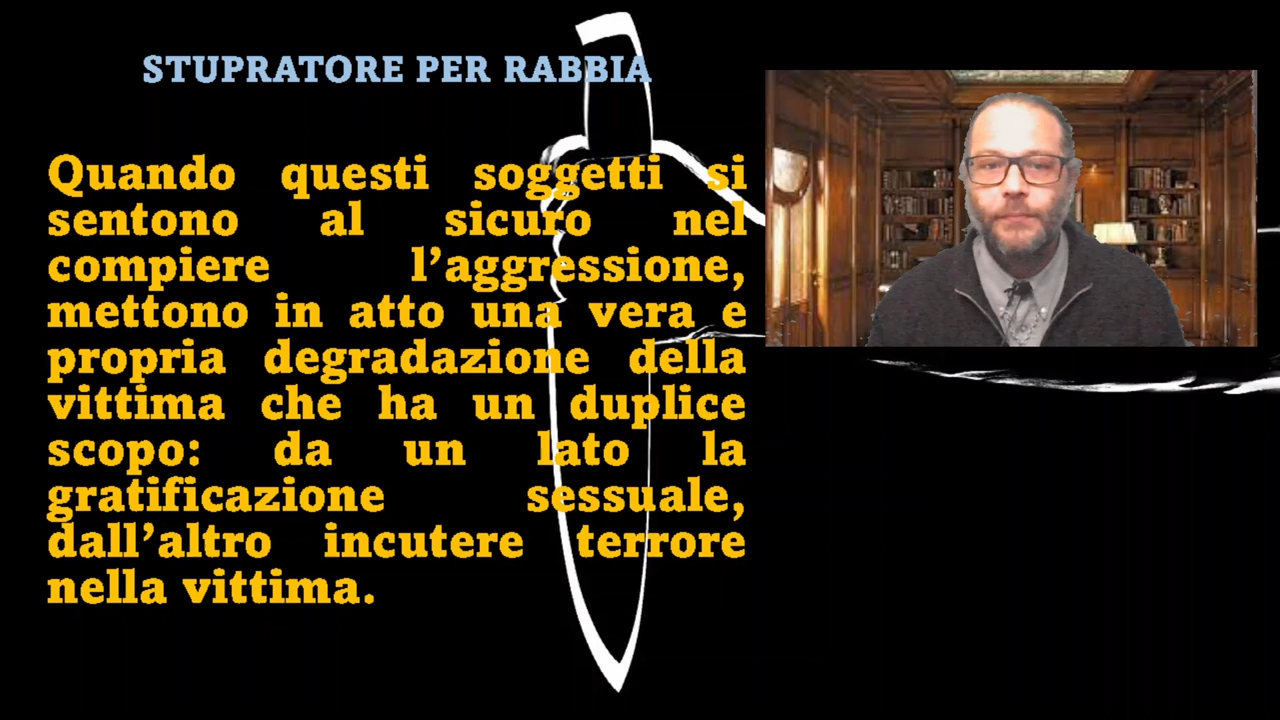 STUPRATORE PER RABBIA
Quando questi soggetti si
sentono al sicuro nel
compiere l’aggressione,
mettono in atto una vera e
propria degradazione della
vittima che ha un duplice
scopo: da un lato la
gratificazione sessuale,
dall’altro incutere terrore
nella vittima.